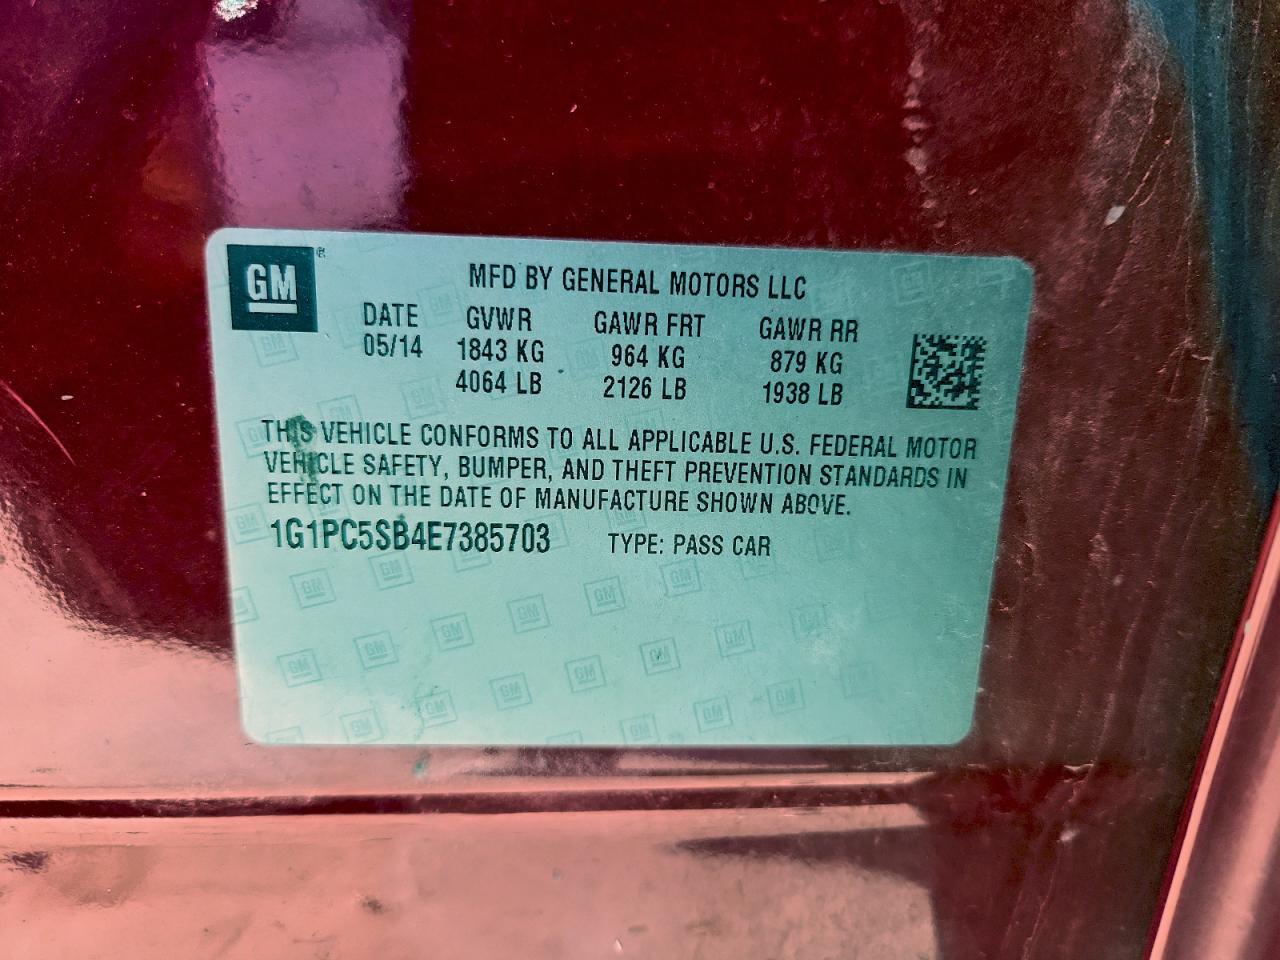 GM
MFD BY GENERAL MOTORS LLC
DATE GVWR GAWR FRT GAWR RR
05/14 1843 KG 964 KG 879 KG
4064 LB 2126 LB 1938 LB
THIS VEHICLE CONFORMS TO ALL APPLICABLE U.S. FEDERAL MOTOR
VEHICLE SAFETY, BUMPER, AND THEFT PREVENTION STANDARDS IN
EFFECT ON THE DATE OF MANUFACTURE SHOWN ABOVE.
1G1PC5SB4E7385703 TYPE: PASS CAR